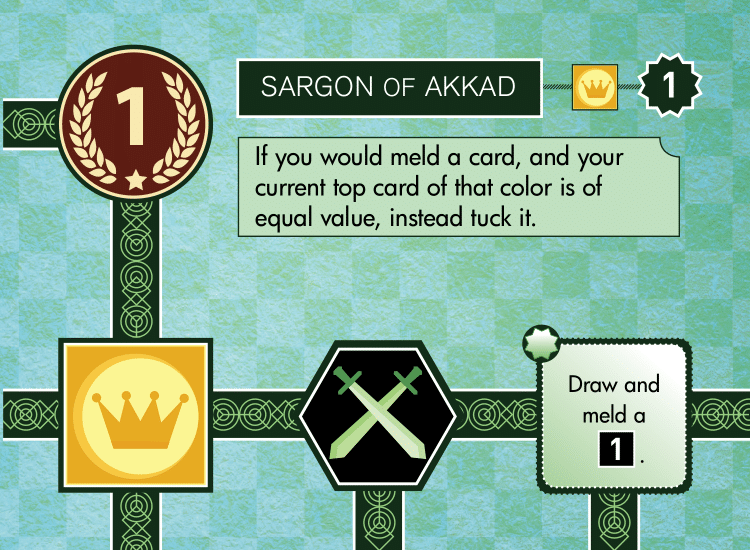 1
SARGON OF AKKAD
1
If you would meld a card, and your
current top card of that color is of
equal value, instead tuck it.
Draw and
meld a
1.